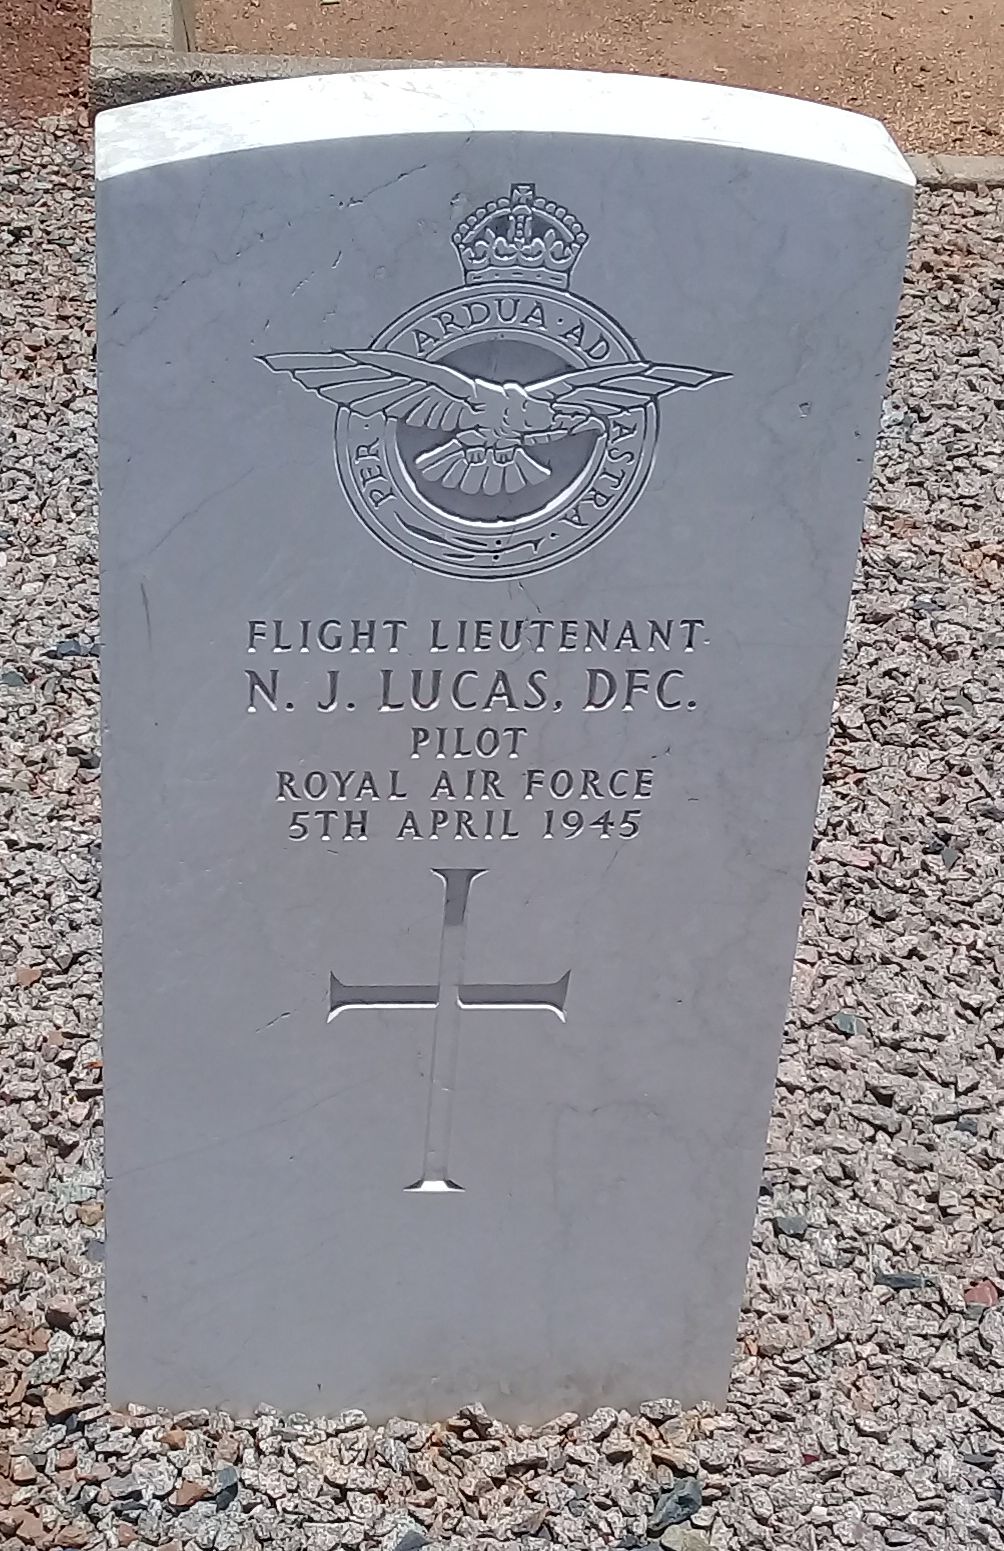 PER · ARDUA · AD · ASTRA
FLIGHT LIEUTENANT
N. J. LUCAS, DFC.
PILOT
ROYAL AIR FORCE
5TH APRIL 1945